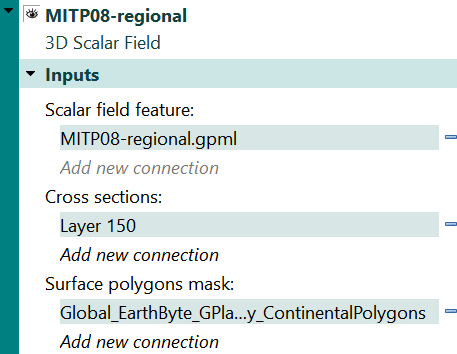 MITP08-regional
3D Scalar Field
Inputs
Scalar field feature:
MITP08-regional.gpml
Add new connection
Cross sections:
Layer 150
Add new connection
Surface polygons mask:
Global_EarthByte_GPla...y_ContinentalPolygons
Add new connection